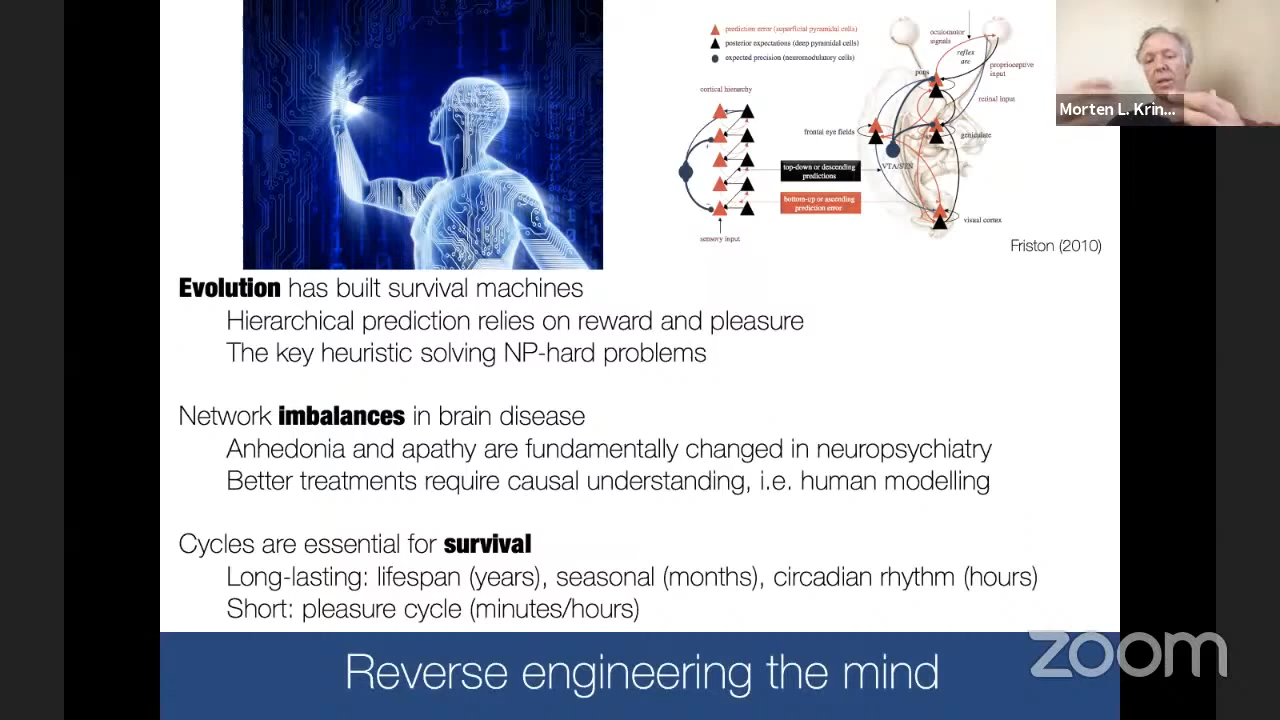 prediction error (superficial pyramidal cells)
posterior expectations (deep pyramidal cells)
expected precision (neuromodulatory cells)
cortical hierarchy
sensory input
top-down or descending
predictions
bottom-up or ascending
prediction error
oculomotor
signals
reflex
arc
proprioceptive
input
pons
retinal input
frontal eye fields
geniculate
visual cortex
Friston (2010)
Morten L. Krin...
Evolution has built survival machines
Hierarchical prediction relies on reward and pleasure
The key heuristic solving NP-hard problems
Network imbalances in brain disease
Anhedonia and apathy are fundamentally changed in neuropsychiatry
Better treatments require causal understanding, i.e. human modelling
Cycles are essential for survival
Long-lasting: lifespan (years), seasonal (months), circadian rhythm (hours)
Short: pleasure cycle (minutes/hours)
Reverse engineering the mind
zoom